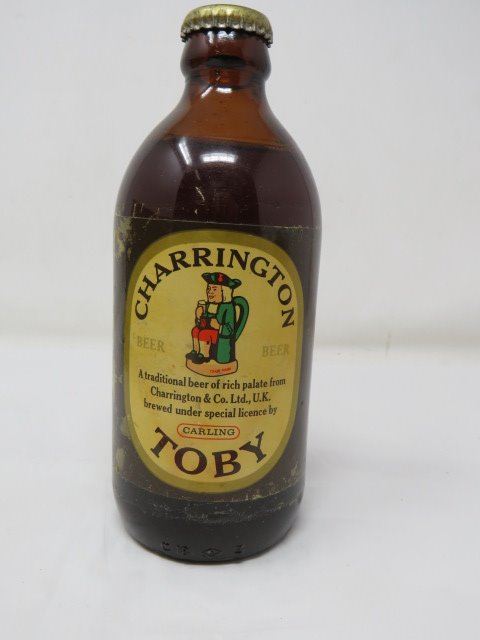 CHARRINGTON
BEER BEER
A traditional beer of rich palate from
Charrington & Co. Ltd., U.K.
brewed under special licence by
CARLING
TOBY